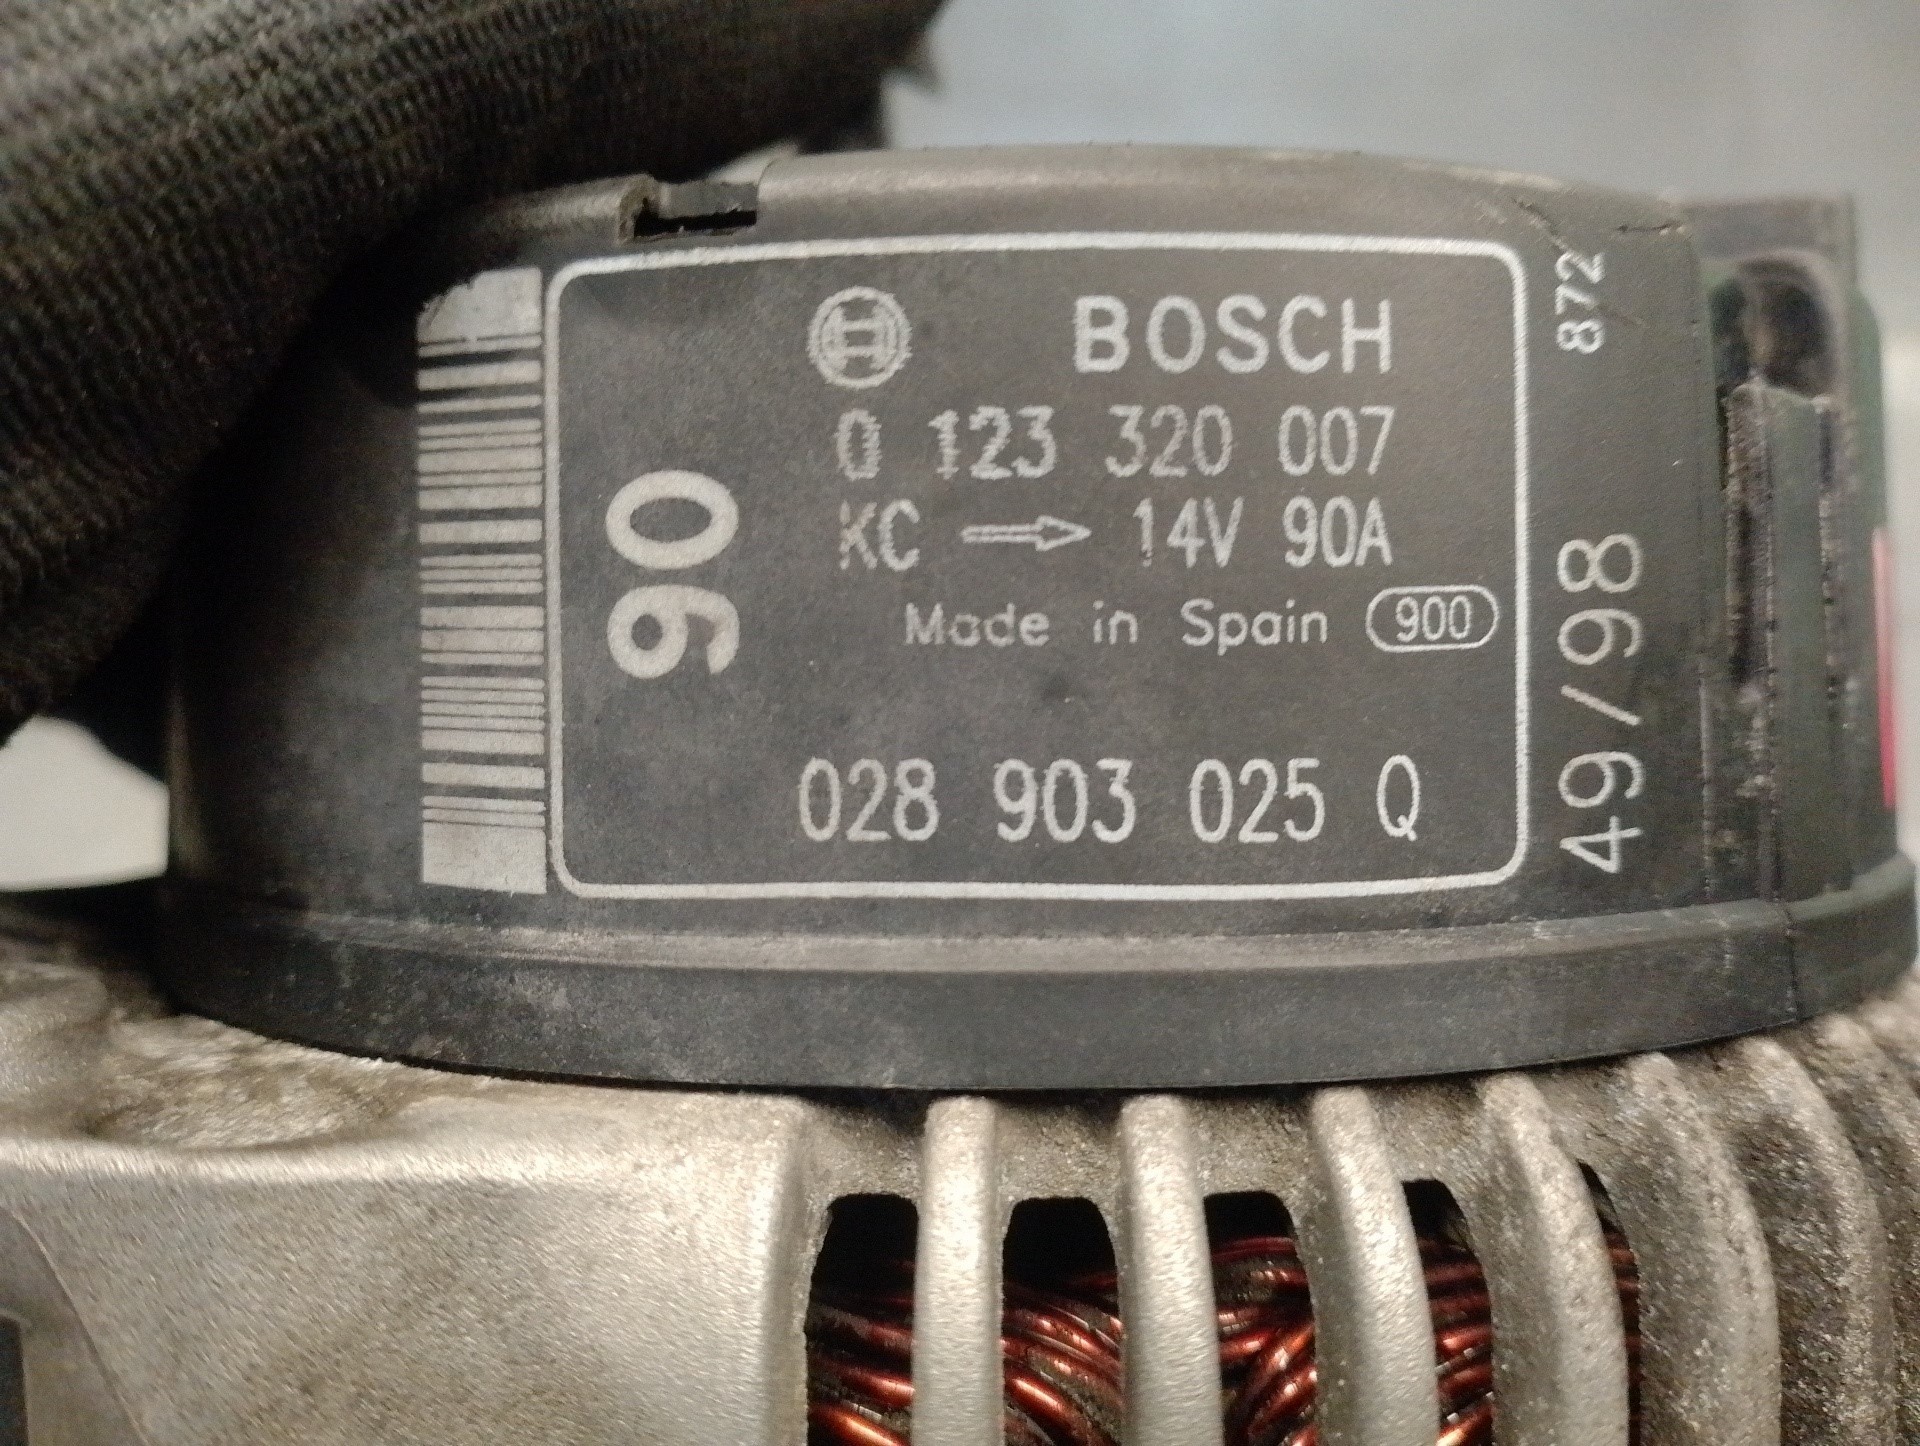 BOSCH
0 123 320 007
KC → 14V 90A
Made in Spain 900
028 903 025 Q
90
872
49/98